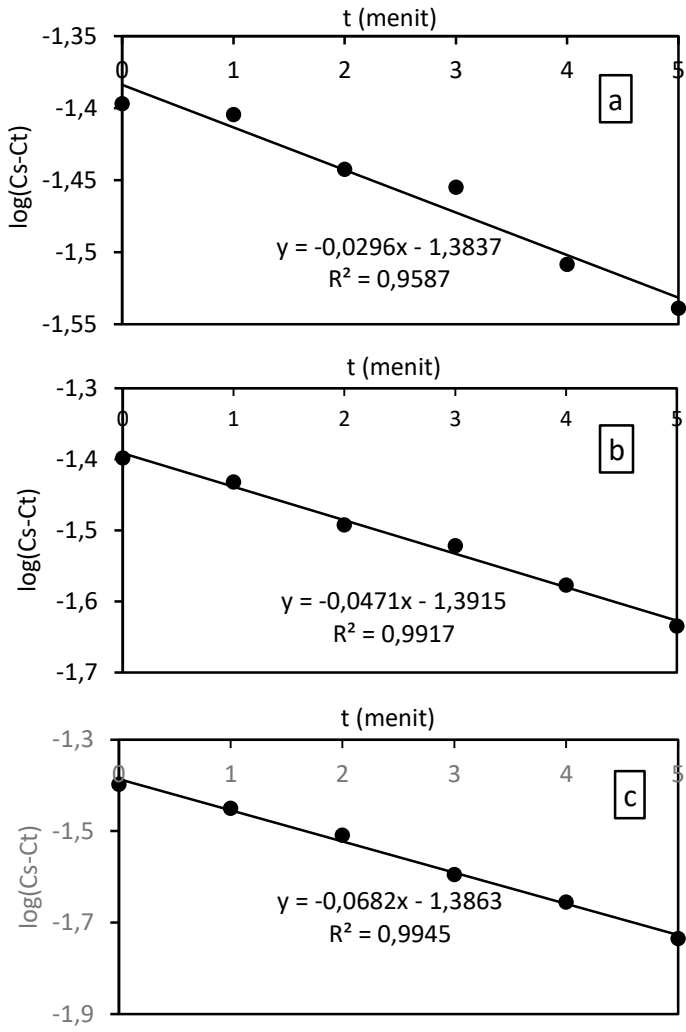 t (menit)
-1,35
0 1 2 3 4 5
a
-1,4
-1,45
-1,5
-1,55
log(Cs-Ct)
y = -0,0296x - 1,3837
R² = 0,9587
t (menit)
-1,3
0 1 2 3 4 5
b
-1,4
-1,5
-1,6
-1,7
log(Cs-Ct)
y = -0,0471x - 1,3915
R² = 0,9917
t (menit)
-1,3
0 1 2 3 4 5
c
-1,5
-1,7
-1,9
log(Cs-Ct)
y = -0,0682x - 1,3863
R² = 0,9945